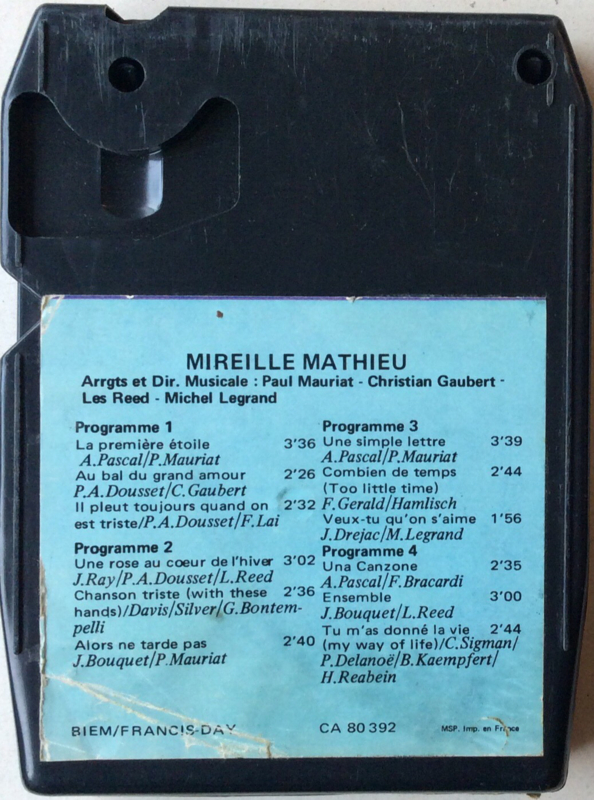 MIREILLE MATHIEU
Arrgts et Dir. Musicale : Paul Mauriat - Christian Gaubert -
Les Reed - Michel Legrand
Programme 1
La première étoile 3'36
A.Pascal/P.Mauriat
Au bal du grand amour 2'26
P.A.Dousset/C.Gaubert
Il pleut toujours quand on 2'32
est triste/P.A.Dousset/F.Lai
Programme 2
Une rose au cœur de l'hiver 3'02
J.Ray/P.A.Dousset/L.Reed
Chanson triste (with these 2'36
hands)/Davis/Silver/G.Bontem-
pelli
Alors ne tarde pas 2'40
J.Bouquet/P.Mauriat
Programme 3
Une simple lettre 3'39
A.Pascal/P.Mauriat
Combien de temps 2'44
(Too little time)
F.Gerald/Hamlisch
Veux-tu qu'on s'aime 1'56
J.Drejac/M.Legrand
Programme 4
Una Canzone 2'35
A.Pascal/F.Bracardi
Ensemble 3'00
J.Bouquet/L.Reed
Tu m'as donné la vie 2'44
(my way of life)/C.Sigman/
P.Delanoë/B.Kaempfert/
H.Reabein
BIEM/FRANCIS-DAY CA 80 392 MSP. Imp. en France